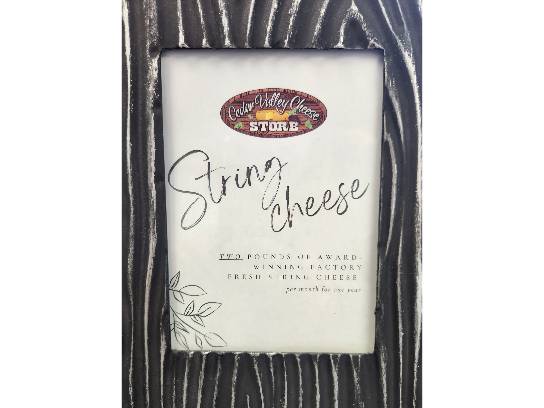 Cedar Valley Cheese
STORE
String
cheese
TWO POUNDS OF AWARD-
WINNING FACTORY
FRESH STRING CHEESE
per month for one year